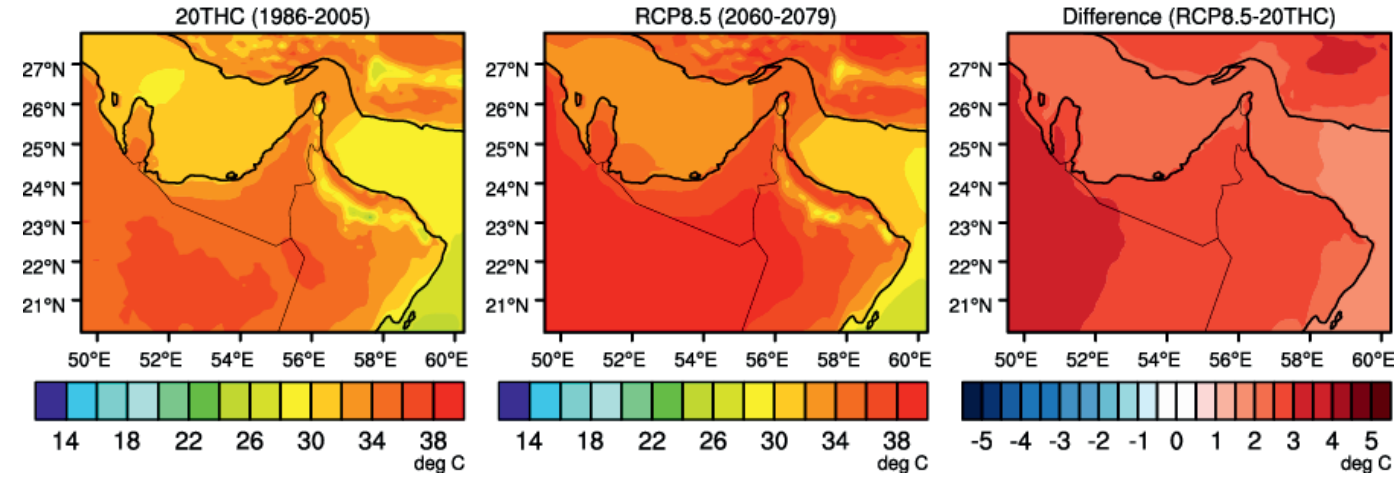 20THC (1986-2005)
27°N
26°N
25°N
24°N
23°N
22°N
21°N
50°E 52°E 54°E 56°E 58°E 60°E
14 18 22 26 30 34 38
deg C
RCP8.5 (2060-2079)
27°N
26°N
25°N
24°N
23°N
22°N
21°N
50°E 52°E 54°E 56°E 58°E 60°E
14 18 22 26 30 34 38
deg C
Difference (RCP8.5-20THC)
27°N
26°N
25°N
24°N
23°N
22°N
21°N
50°E 52°E 54°E 56°E 58°E 60°E
-5 -4 -3 -2 -1 0 1 2 3 4 5
deg C